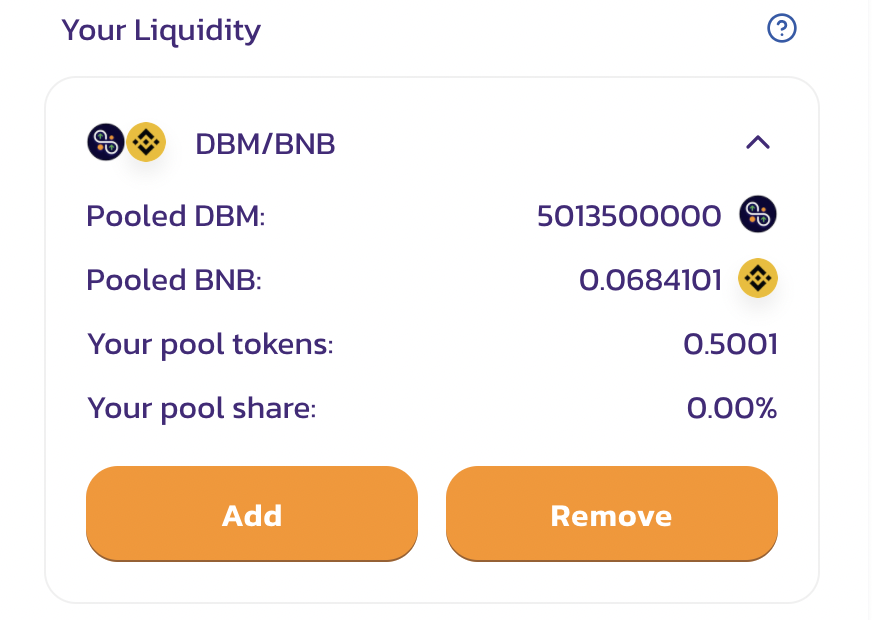 Your Liquidity ?
DBM/BNB
Pooled DBM: 5013500000
Pooled BNB: 0.0684101
Your pool tokens: 0.5001
Your pool share: 0.00%
Add Remove